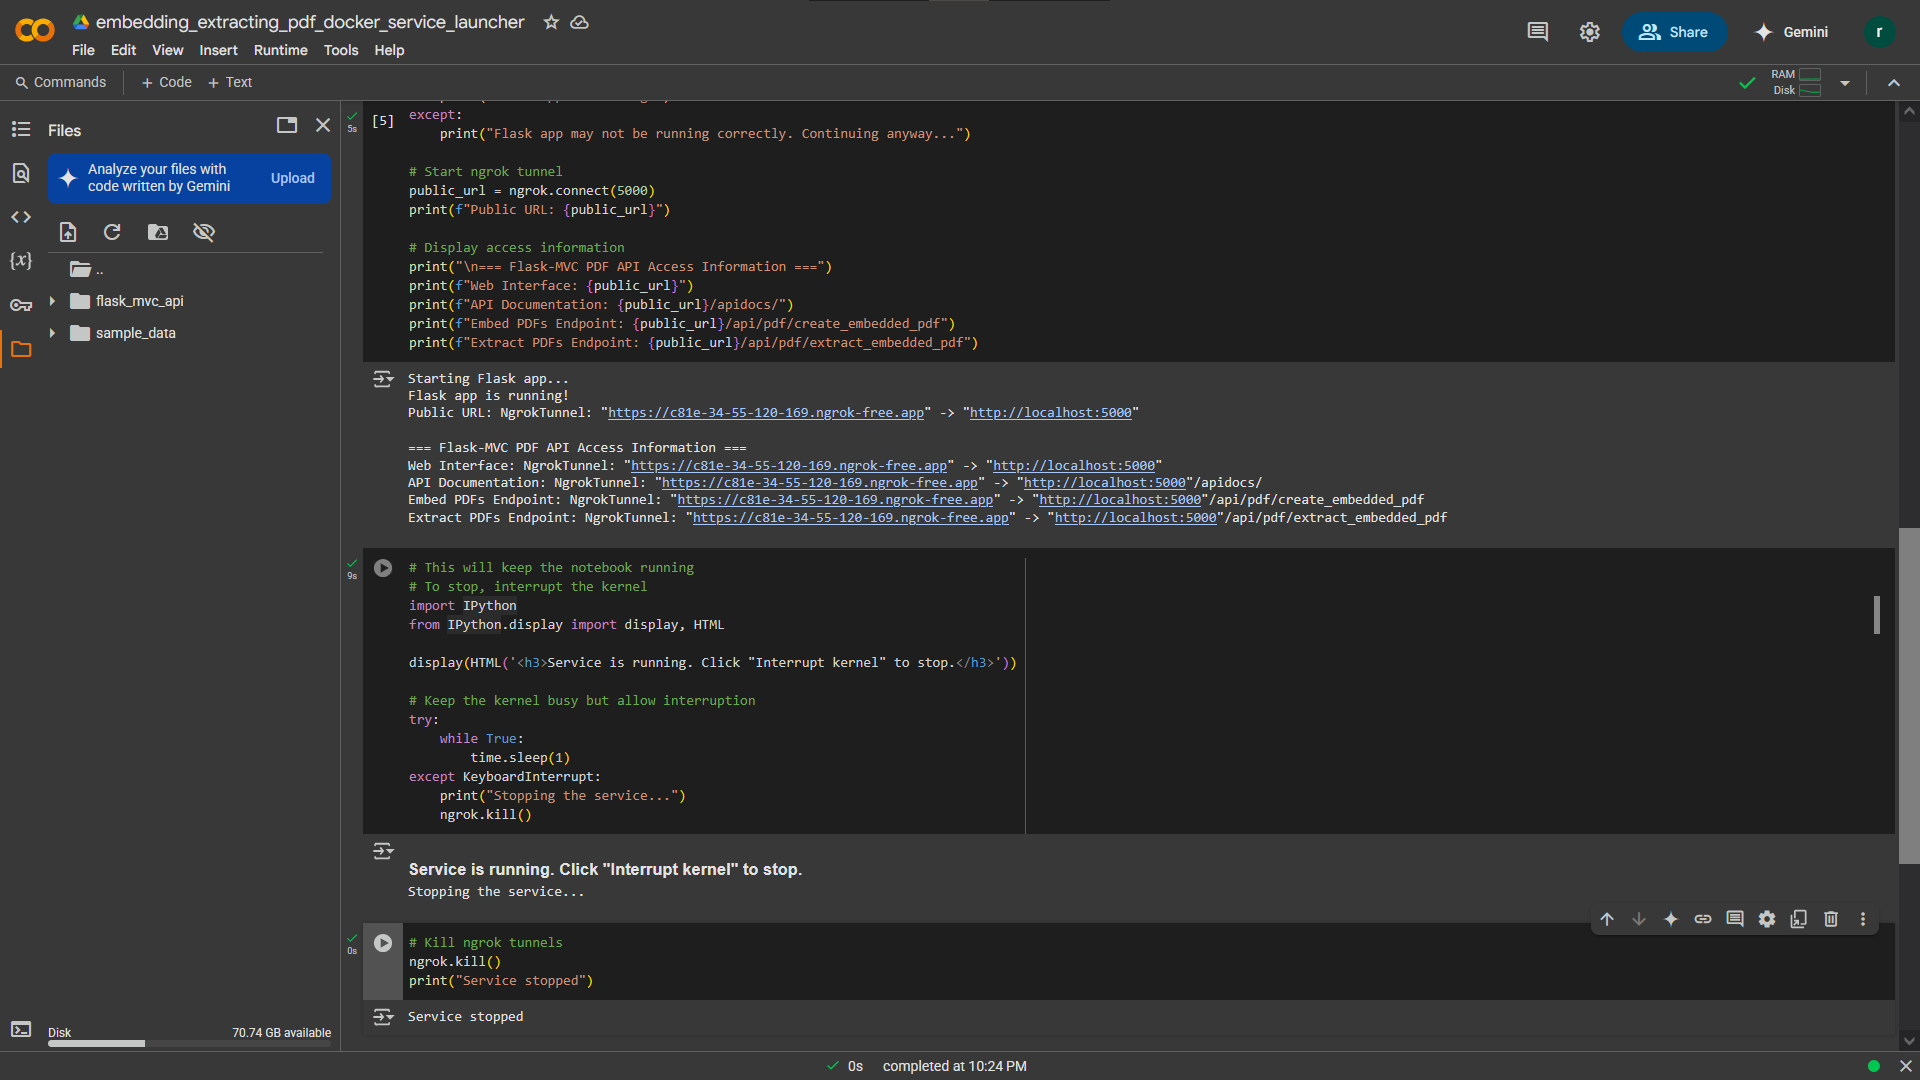 embedding_extracting_pdf_docker_service_launcher
File Edit View Insert Runtime Tools Help
Share
Gemini
r
Commands
+ Code + Text
RAM
Disk
Files
Analyze your files with
code written by Gemini
Upload
..
flask_mvc_api
sample_data
Disk
70.74 GB available
5s
[5]
except:
    print("Flask app may not be running correctly. Continuing anyway...")
# Start ngrok tunnel
public_url = ngrok.connect(5000)
print(f"Public URL: {public_url}")
# Display access information
print("\n=== Flask-MVC PDF API Access Information ===")
print(f"Web Interface: {public_url}")
print(f"API Documentation: {public_url}/apidocs/")
print(f"Embed PDFs Endpoint: {public_url}/api/pdf/create_embedded_pdf")
print(f"Extract PDFs Endpoint: {public_url}/api/pdf/extract_embedded_pdf")
Starting Flask app...
Flask app is running!
Public URL: NgrokTunnel: "https://c81e-34-55-120-169.ngrok-free.app" -> "http://localhost:5000"
=== Flask-MVC PDF API Access Information ===
Web Interface: NgrokTunnel: "https://c81e-34-55-120-169.ngrok-free.app" -> "http://localhost:5000"
API Documentation: NgrokTunnel: "https://c81e-34-55-120-169.ngrok-free.app" -> "http://localhost:5000"/apidocs/
Embed PDFs Endpoint: NgrokTunnel: "https://c81e-34-55-120-169.ngrok-free.app" -> "http://localhost:5000"/api/pdf/create_embedded_pdf
Extract PDFs Endpoint: NgrokTunnel: "https://c81e-34-55-120-169.ngrok-free.app" -> "http://localhost:5000"/api/pdf/extract_embedded_pdf
9s
# This will keep the notebook running
# To stop, interrupt the kernel
import IPython
from IPython.display import display, HTML
display(HTML('<h3>Service is running. Click "Interrupt kernel" to stop.</h3>'))
# Keep the kernel busy but allow interruption
try:
    while True:
        time.sleep(1)
except KeyboardInterrupt:
    print("Stopping the service...")
    ngrok.kill()
Service is running. Click "Interrupt kernel" to stop.
Stopping the service...
0s
# Kill ngrok tunnels
ngrok.kill()
print("Service stopped")
Service stopped
0s completed at 10:24 PM